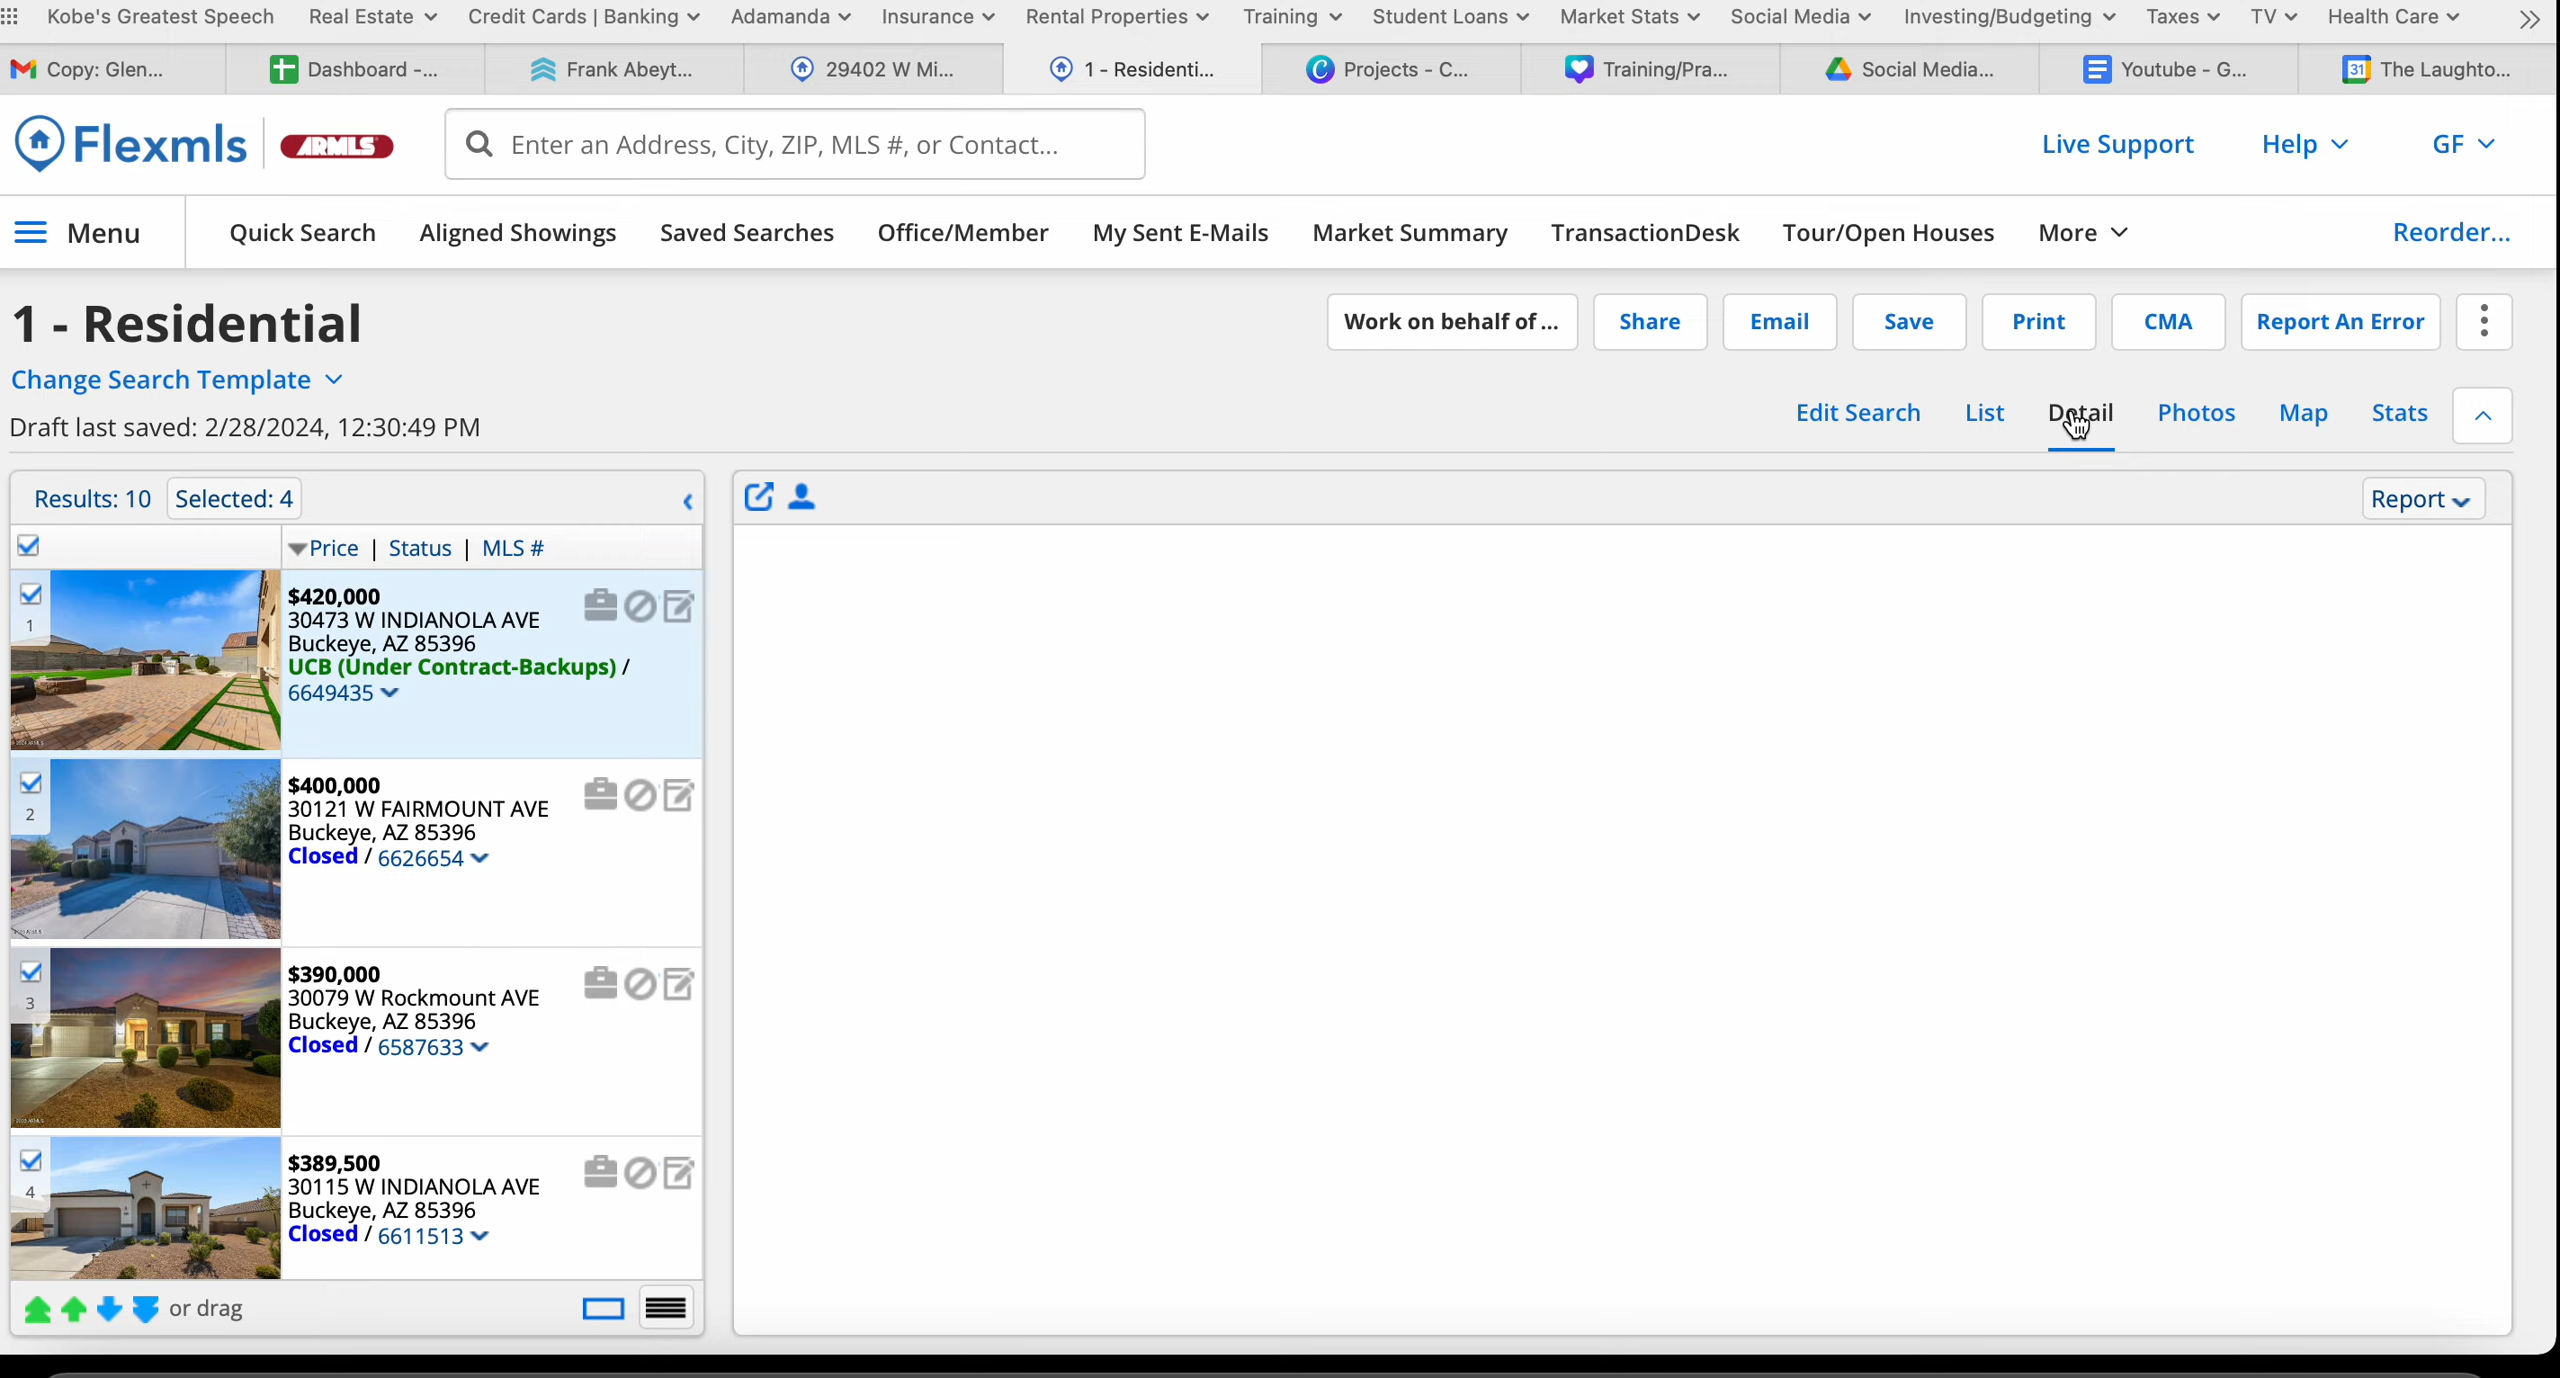 Kobe's Greatest Speech Real Estate Credit Cards | Banking Adamanda Insurance Rental Properties Training Student Loans Market Stats Social Media Investing/Budgeting Taxes TV Health Care
Copy: Glen... Dashboard -... Frank Abeyt... 29402 W Mi... 1 - Residenti... Projects - C... Training/Pra... Social Media... Youtube - G... 31 The Laughto...
Flexmls ARMLS Enter an Address, City, ZIP, MLS #, or Contact... Live Support Help GF
Menu Quick Search Aligned Showings Saved Searches Office/Member My Sent E-Mails Market Summary TransactionDesk Tour/Open Houses More Reorder...
1 - Residential Work on behalf of ... Share Email Save Print CMA Report An Error
Change Search Template
Edit Search List Detail Photos Map Stats
Draft last saved: 2/28/2024, 12:30:49 PM
Results: 10 Selected: 4 Report
Price | Status | MLS #
1
$420,000
30473 W INDIANOLA AVE
Buckeye, AZ 85396
UCB (Under Contract-Backups) /
6649435
2
$400,000
30121 W FAIRMOUNT AVE
Buckeye, AZ 85396
Closed / 6626654
3
$390,000
30079 W Rockmount AVE
Buckeye, AZ 85396
Closed / 6587633
4
$389,500
30115 W INDIANOLA AVE
Buckeye, AZ 85396
Closed / 6611513
or drag